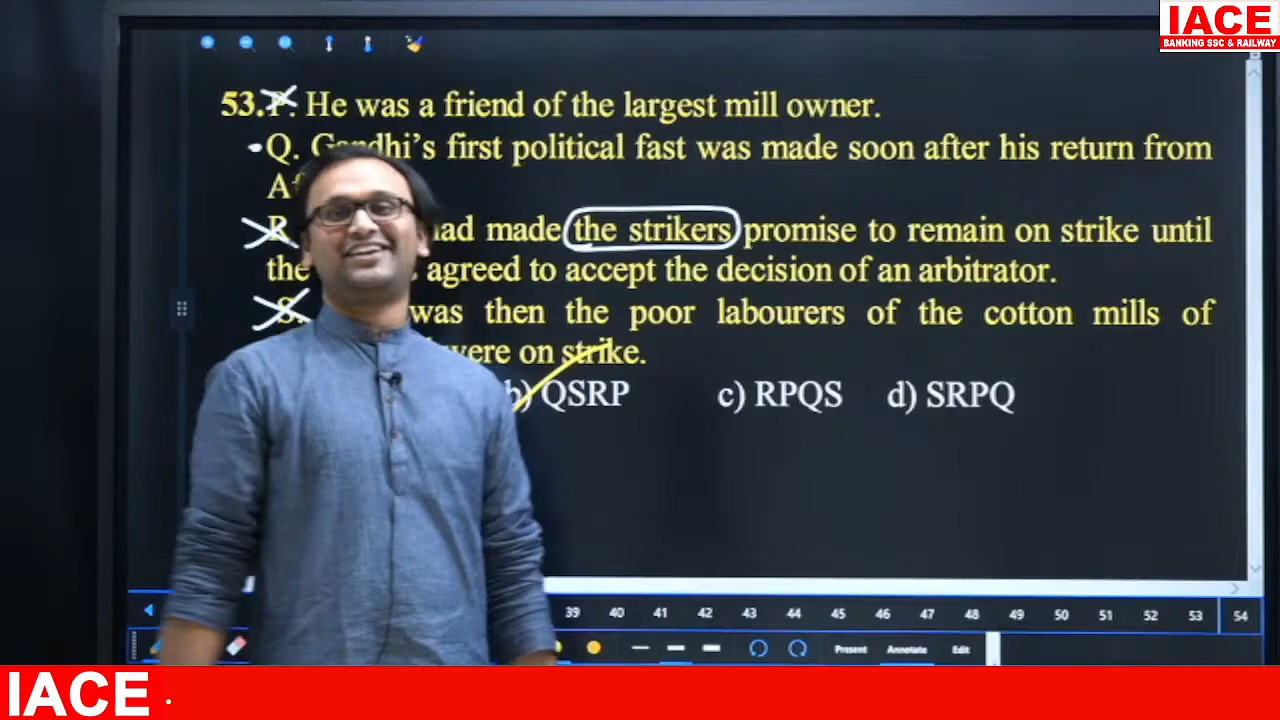 IACE
BANKING SSC & RAILWAY
53. P. He was a friend of the largest mill owner.
Q. Gandhi's first political fast was made soon after his return from
had made the strikers promise to remain on strike until
the agreed to accept the decision of an arbitrator.
S. was then the poor labourers of the cotton mills of
were on strike.
b) QSRP c) RPQS d) SRPQ
39 40 41 42 43 44 45 46 47 48 49 50 51 52 53 54
Present Annotate Edit
IACE